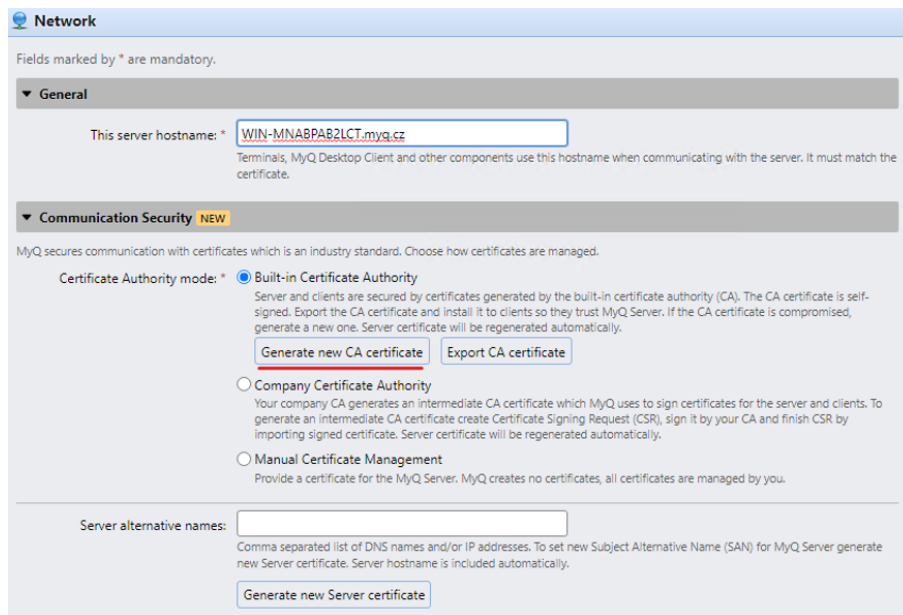 Network
Fields marked by * are mandatory.
General
This server hostname: * WIN-MNABPAB2LCT.myq.cz
Terminals, MyQ Desktop Client and other components use this hostname when communicating with the server. It must match the
certificate.
Communication Security NEW
MyQ secures communication with certificates which is an industry standard. Choose how certificates are managed.
Certificate Authority mode: * Built-in Certificate Authority
Server and clients are secured by certificates generated by the built-in certificate authority (CA). The CA certificate is self-
signed. Export the CA certificate and install it to clients so they trust MyQ Server. If the CA certificate is compromised,
generate a new one. Server certificate will be regenerated automatically.
Generate new CA certificate Export CA certificate
Company Certificate Authority
Your company CA generates an intermediate CA certificate which MyQ uses to sign certificates for the server and clients. To
generate an intermediate CA certificate create Certificate Signing Request (CSR), sign it by your CA and finish CSR by
importing signed certificate. Server certificate will be regenerated automatically.
Manual Certificate Management
Provide a certificate for the MyQ Server. MyQ creates no certificates, all certificates are managed by you.
Server alternative names:
Comma separated list of DNS names and/or IP addresses. To set new Subject Alternative Name (SAN) for MyQ Server generate
new Server certificate. Server hostname is included automatically.
Generate new Server certificate